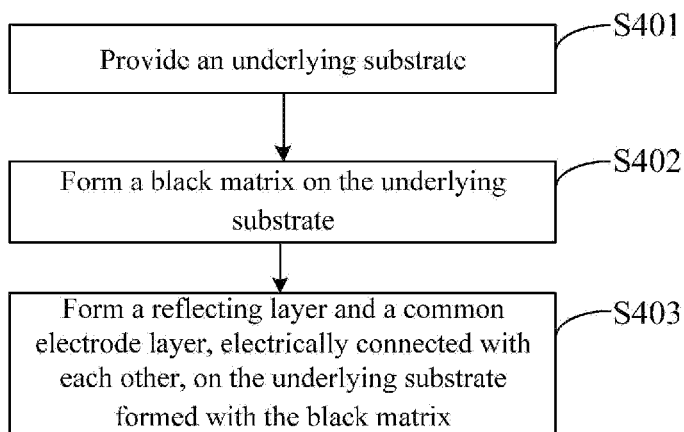 S401
Provide an underlying substrate
S402
Form a black matrix on the underlying
substrate
S403
Form a reflecting layer and a common
electrode layer, electrically connected with
each other, on the underlying substrate
formed with the black matrix